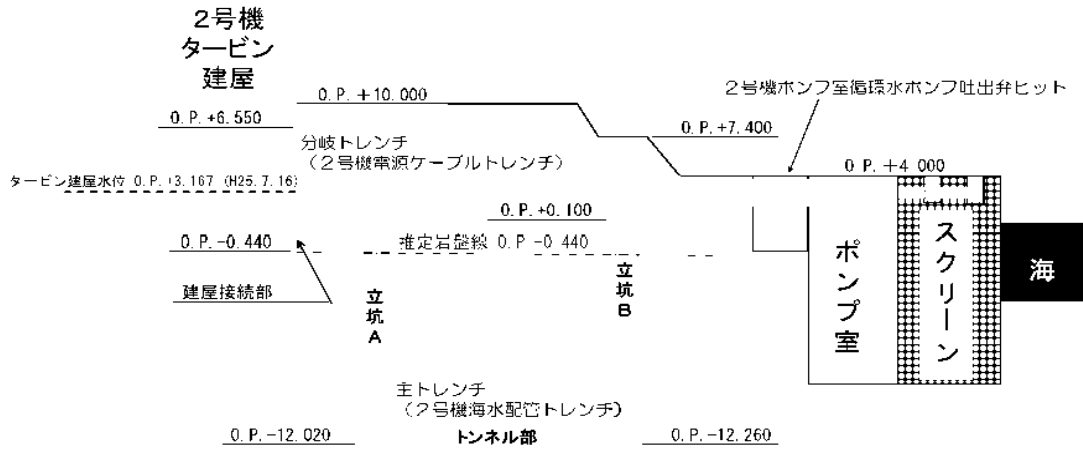 2号機
タービン
建屋
O.P.+10.000
O.P.+6.550
2号機ポンプ室循環水ポンプ吐出弁ピット
O.P.+7.400
分岐トレンチ
(2号機電源ケーブルトレンチ)
O.P.+4.000
タービン建屋水位 O.P.+3.167 (H25.7.16)
O.P.+0.100
O.P.-0.440
推定岩盤線 O.P-0.440
建屋接続部
立坑A
立坑B
ポンプ室
スクリーン
海
主トレンチ
(2号機海水配管トレンチ)
O.P.-12.020
トンネル部
O.P.-12.260